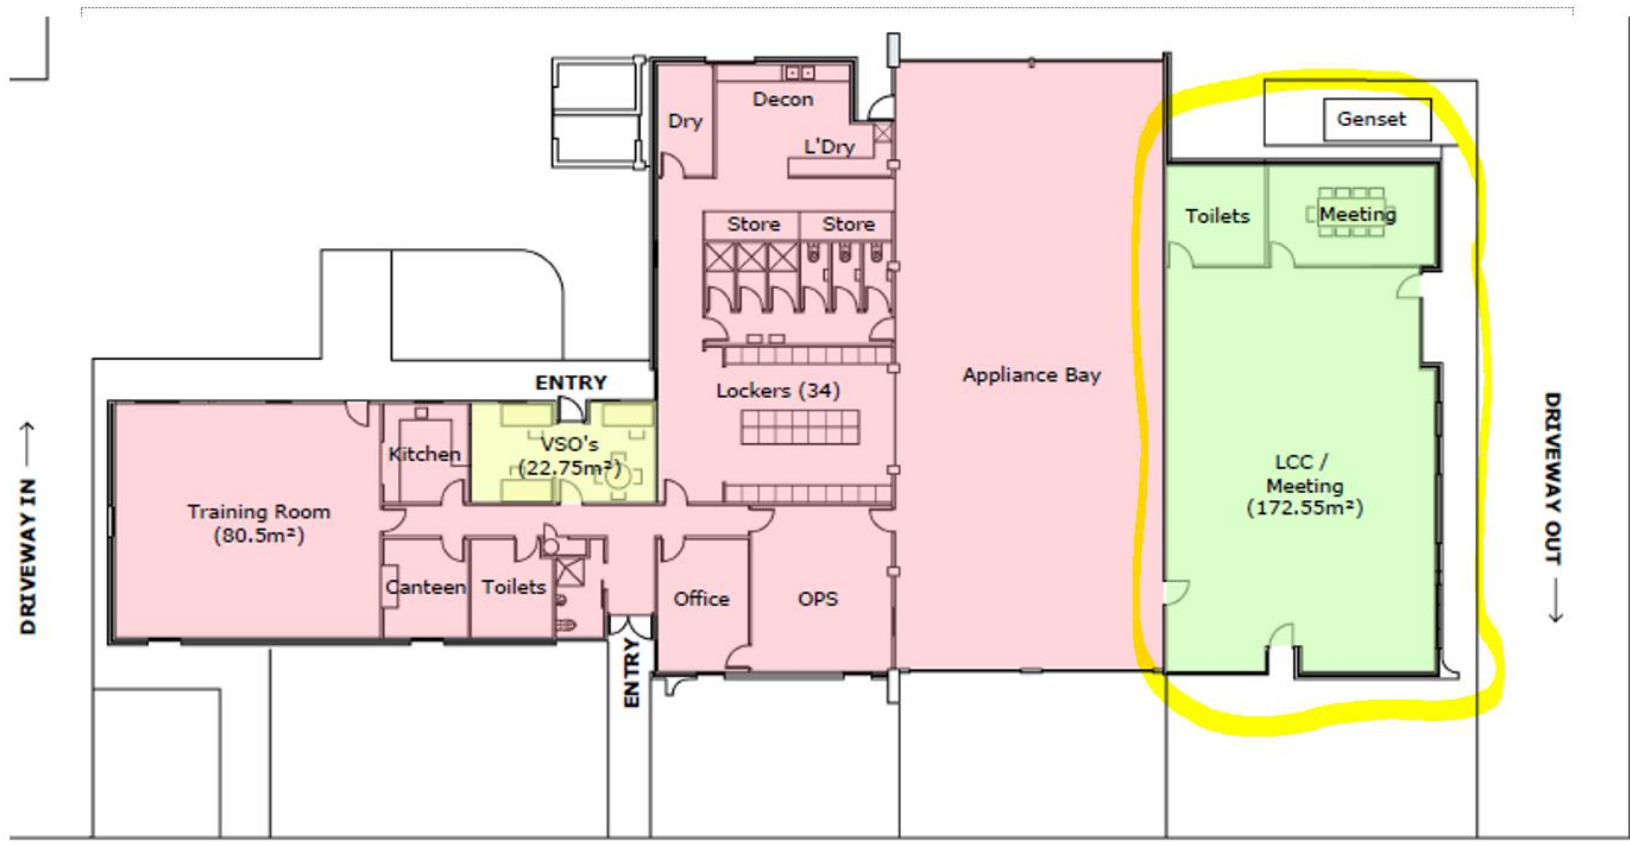 Genset
Decon
Dry
L'Dry
Store
Store
Toilets
Meeting
Appliance Bay
ENTRY
Lockers (34)
Kitchen
VSO's
(22.75m²)
Training Room
(80.5m²)
LCC /
Meeting
(172.55m²)
DRIVEWAY IN →
DRIVEWAY OUT →
Canteen
Toilets
Office
OPS
ENTRY